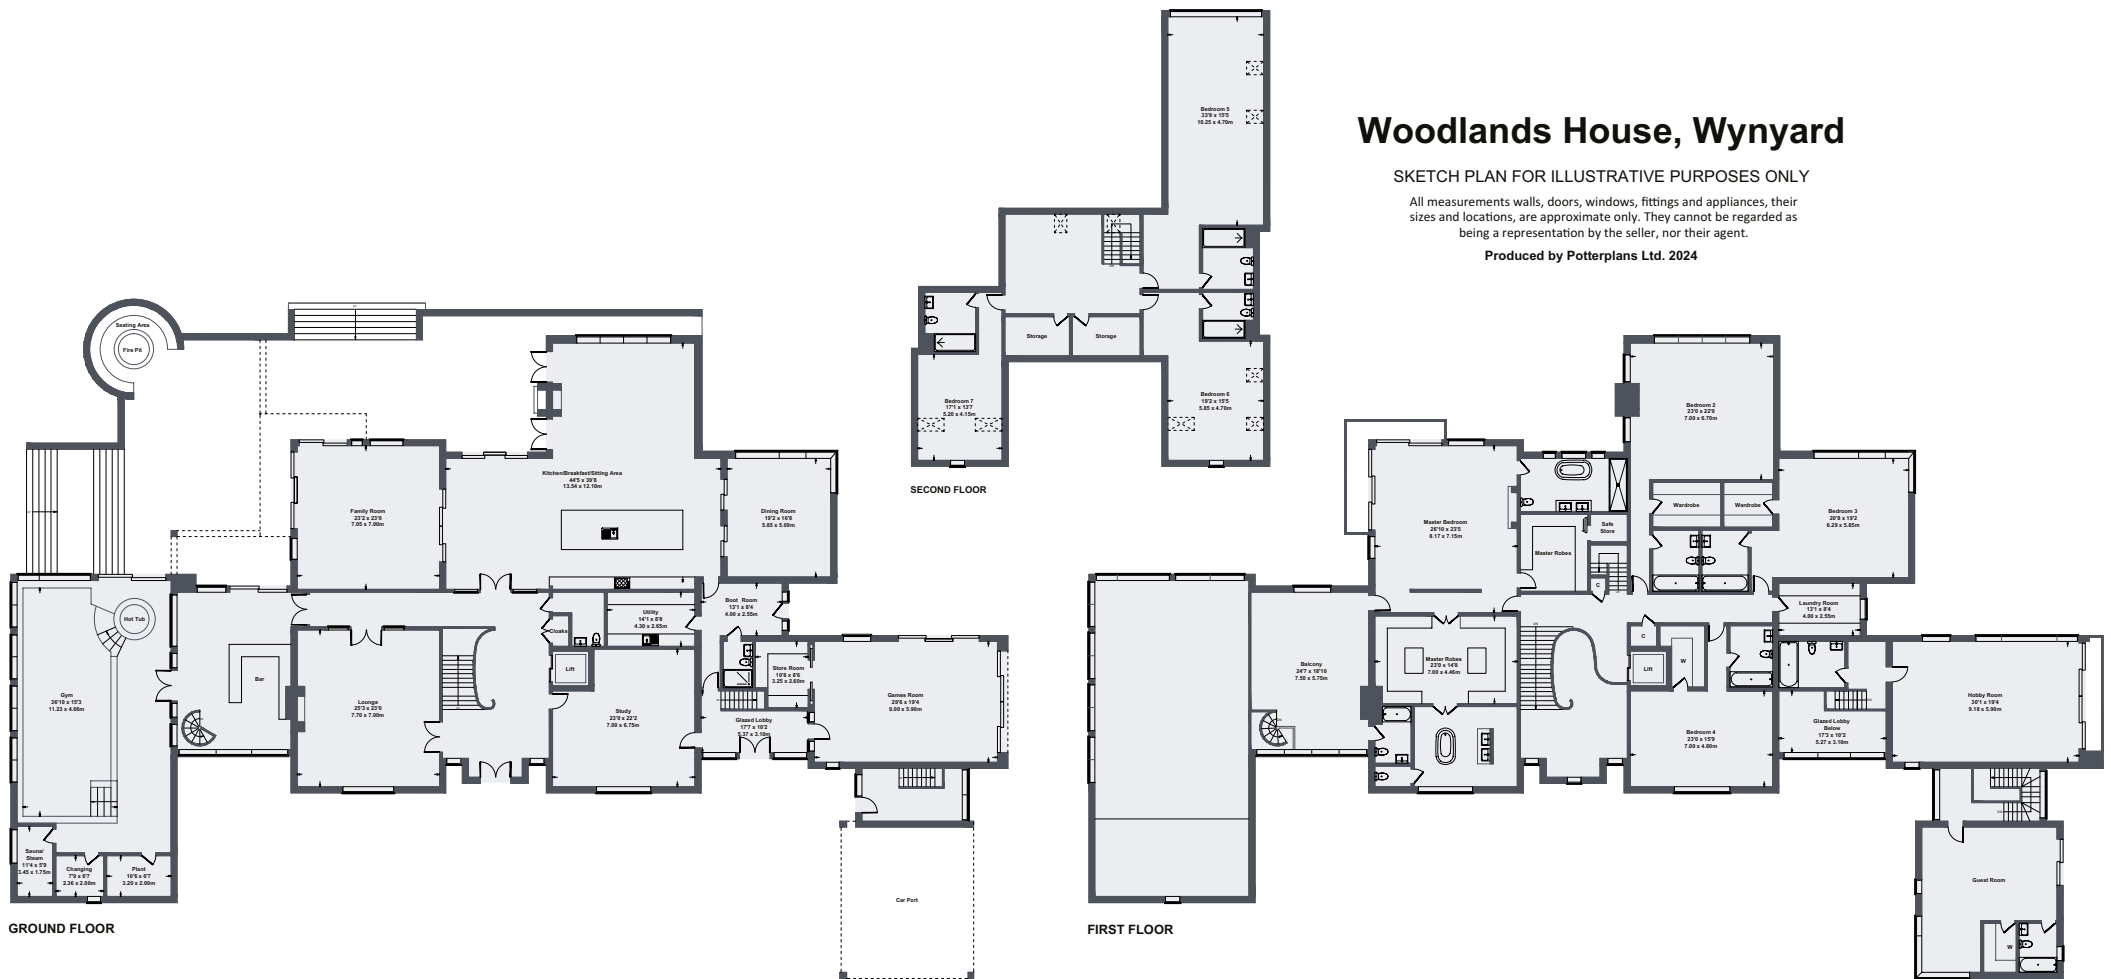 Woodlands House, Wynyard
SKETCH PLAN FOR ILLUSTRATIVE PURPOSES ONLY
All measurements walls, doors, windows, fittings and appliances, their
sizes and locations, are approximate only. They cannot be regarded as
being a representation by the seller, nor their agent.
Produced by Potterplans Ltd. 2024
Bedroom 5
33'8 x 15'5
10.25 x 4.70m
Storage
Storage
Bedroom 7
17'1 x 13'7
5.20 x 4.15m
Bedroom 6
19'2 x 15'5
5.85 x 4.70m
SECOND FLOOR
Seating Area
Fire Pit
Kitchen/Breakfast/Sitting Area
44'5 x 39'8
13.54 x 12.10m
Family Room
23'2 x 23'0
7.05 x 7.00m
Dining Room
19'2 x 16'8
5.85 x 5.09m
Hot Tub
Boot Room
13'1 x 8'4
4.00 x 2.55m
Utility
14'1 x 8'8
4.30 x 2.65m
Cloaks
Lift
Store Room
10'8 x 8'6
3.25 x 2.60m
Bar
Gym
36'10 x 15'3
11.23 x 4.66m
Lounge
25'3 x 23'0
7.70 x 7.00m
Study
23'0 x 22'2
7.00 x 6.75m
Games Room
29'6 x 19'4
9.00 x 5.90m
Glazed Lobby
17'7 x 10'2
5.37 x 3.10m
Sauna/
Steam
11'4 x 5'9
3.45 x 1.75m
Changing
7'9 x 6'7
2.36 x 2.00m
Plant
10'6 x 6'7
3.20 x 2.00m
Car Port
GROUND FLOOR
Bedroom 2
23'0 x 22'0
7.00 x 6.70m
Wardrobe
Wardrobe
Bedroom 3
20'8 x 19'2
6.29 x 5.85m
Master Bedroom
26'10 x 23'5
8.17 x 7.15m
Safe
Store
Master Robes
C
Laundry Room
13'1 x 8'4
4.00 x 2.55m
C
W
Lift
Balcony
24'7 x 18'10
7.50 x 5.75m
Master Robes
23'0 x 14'8
7.00 x 4.46m
Hobby Room
30'1 x 19'4
9.18 x 5.90m
Glazed Lobby
Below
17'3 x 10'2
5.27 x 3.10m
Bedroom 4
23'0 x 15'9
7.00 x 4.80m
Guest Room
W
FIRST FLOOR